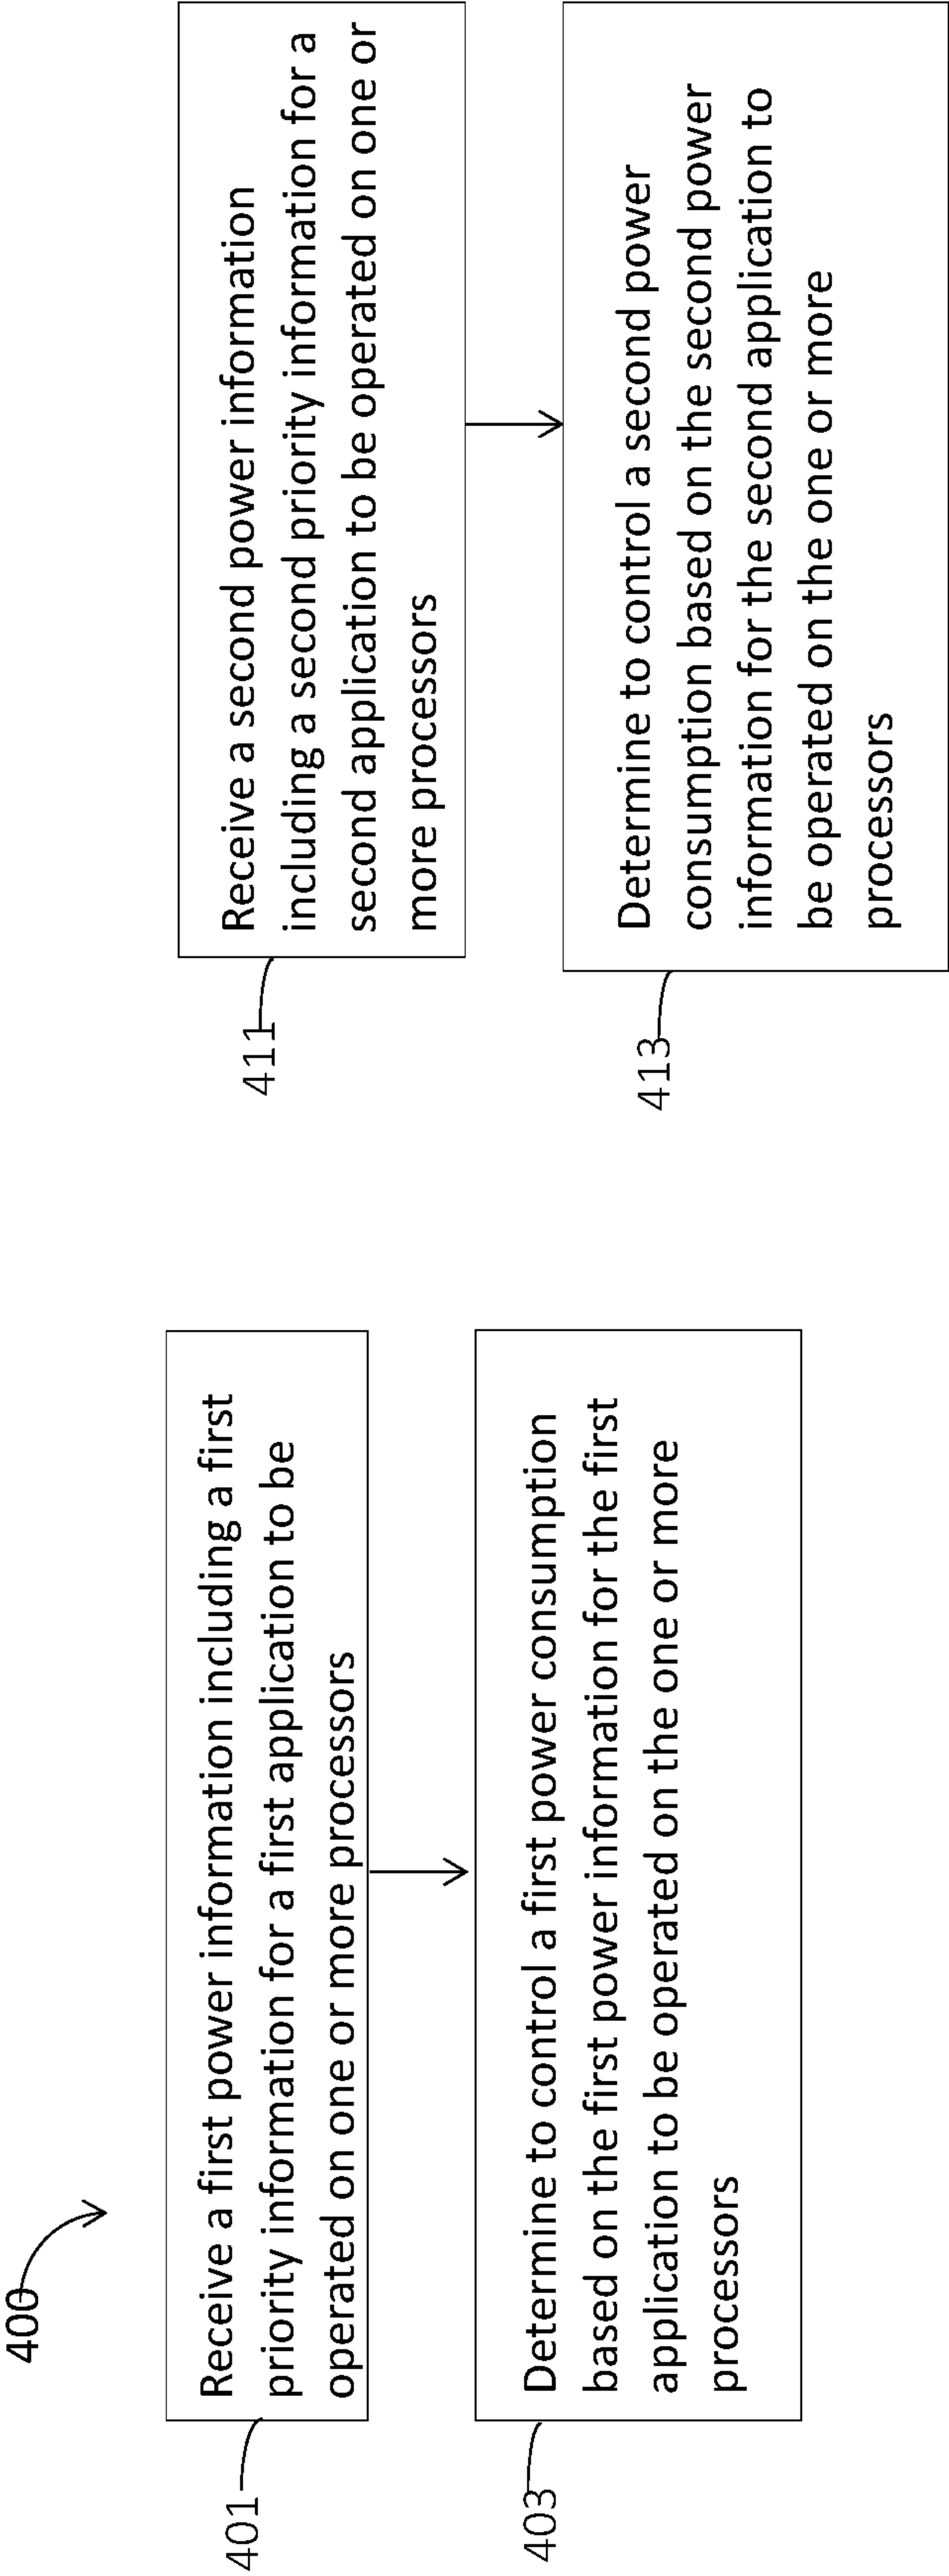 400
401
Receive a first power information including a first
priority information for a first application to be
operated on one or more processors
403
Determine to control a first power consumption
based on the first power information for the first
application to be operated on the one or more
processors
411
Receive a second power information
including a second priority information for a
second application to be operated on one or
more processors
413
Determine to control a second power
consumption based on the second power
information for the second application to
be operated on the one or more
processors